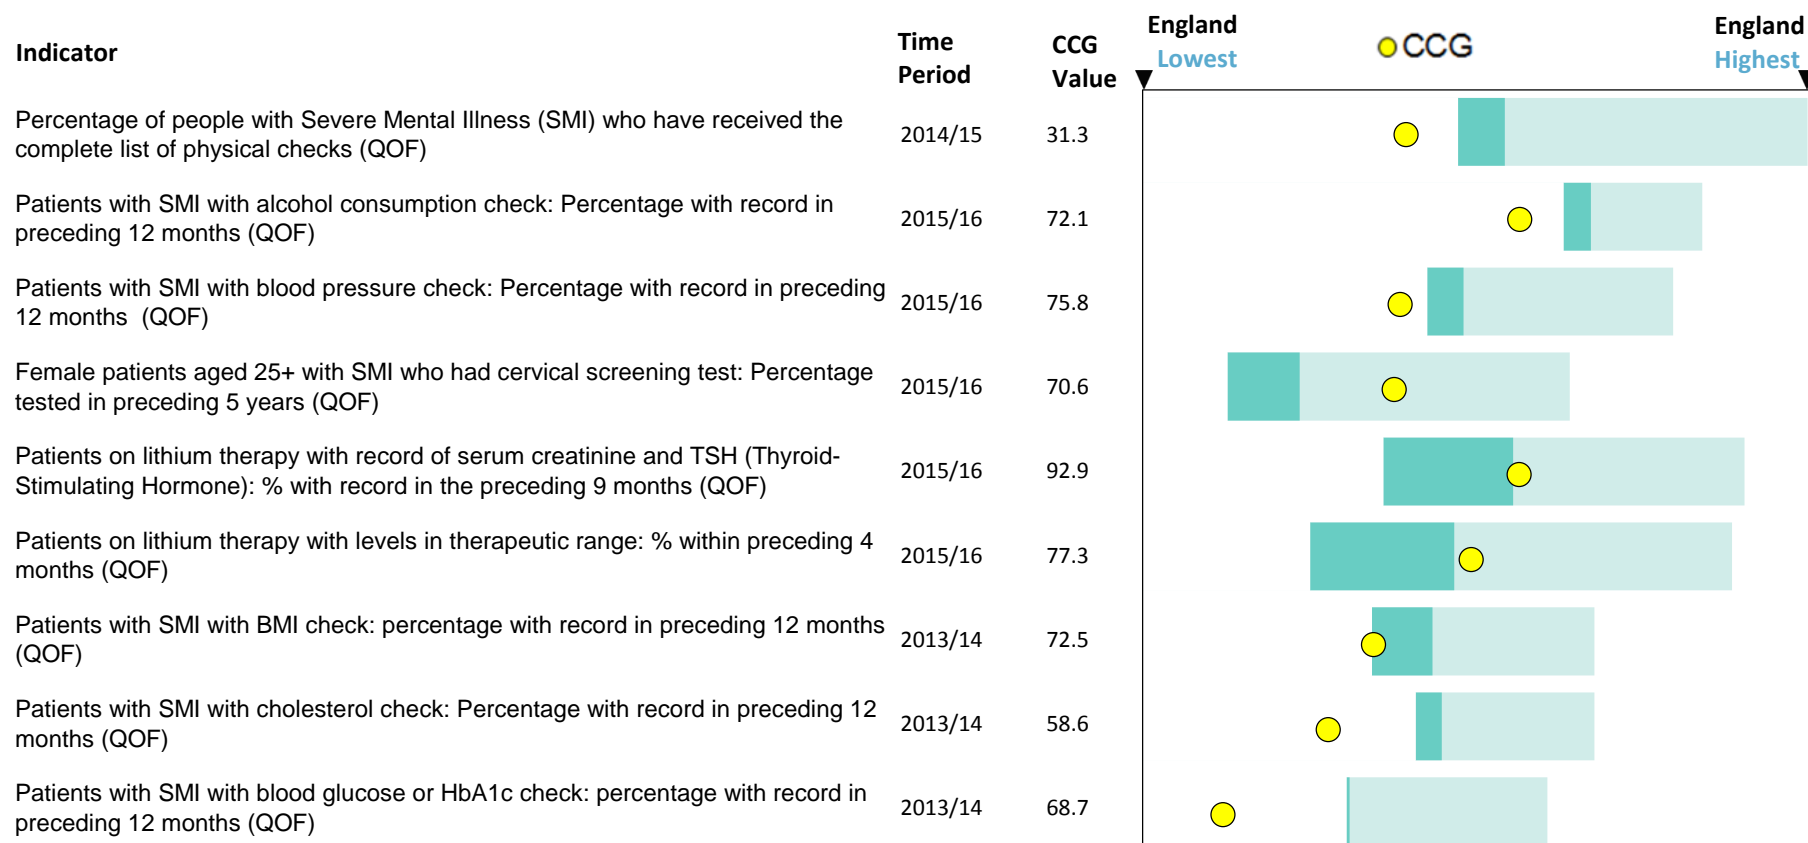 Indicator
Time
Period
CCG
Value
England
Lowest
CCG
England
Highest
Percentage of people with Severe Mental Illness (SMI) who have received the
complete list of physical checks (QOF)
2014/15
31.3
Patients with SMI with alcohol consumption check: Percentage with record in
preceding 12 months (QOF)
2015/16
72.1
Patients with SMI with blood pressure check: Percentage with record in preceding
12 months  (QOF)
2015/16
75.8
Female patients aged 25+ with SMI who had cervical screening test: Percentage
tested in preceding 5 years (QOF)
2015/16
70.6
Patients on lithium therapy with record of serum creatinine and TSH (Thyroid-
Stimulating Hormone): % with record in the preceding 9 months (QOF)
2015/16
92.9
Patients on lithium therapy with levels in therapeutic range: % within preceding 4
months (QOF)
2015/16
77.3
Patients with SMI with BMI check: percentage with record in preceding 12 months
(QOF)
2013/14
72.5
Patients with SMI with cholesterol check: Percentage with record in preceding 12
months (QOF)
2013/14
58.6
Patients with SMI with blood glucose or HbA1c check: percentage with record in
preceding 12 months (QOF)
2013/14
68.7